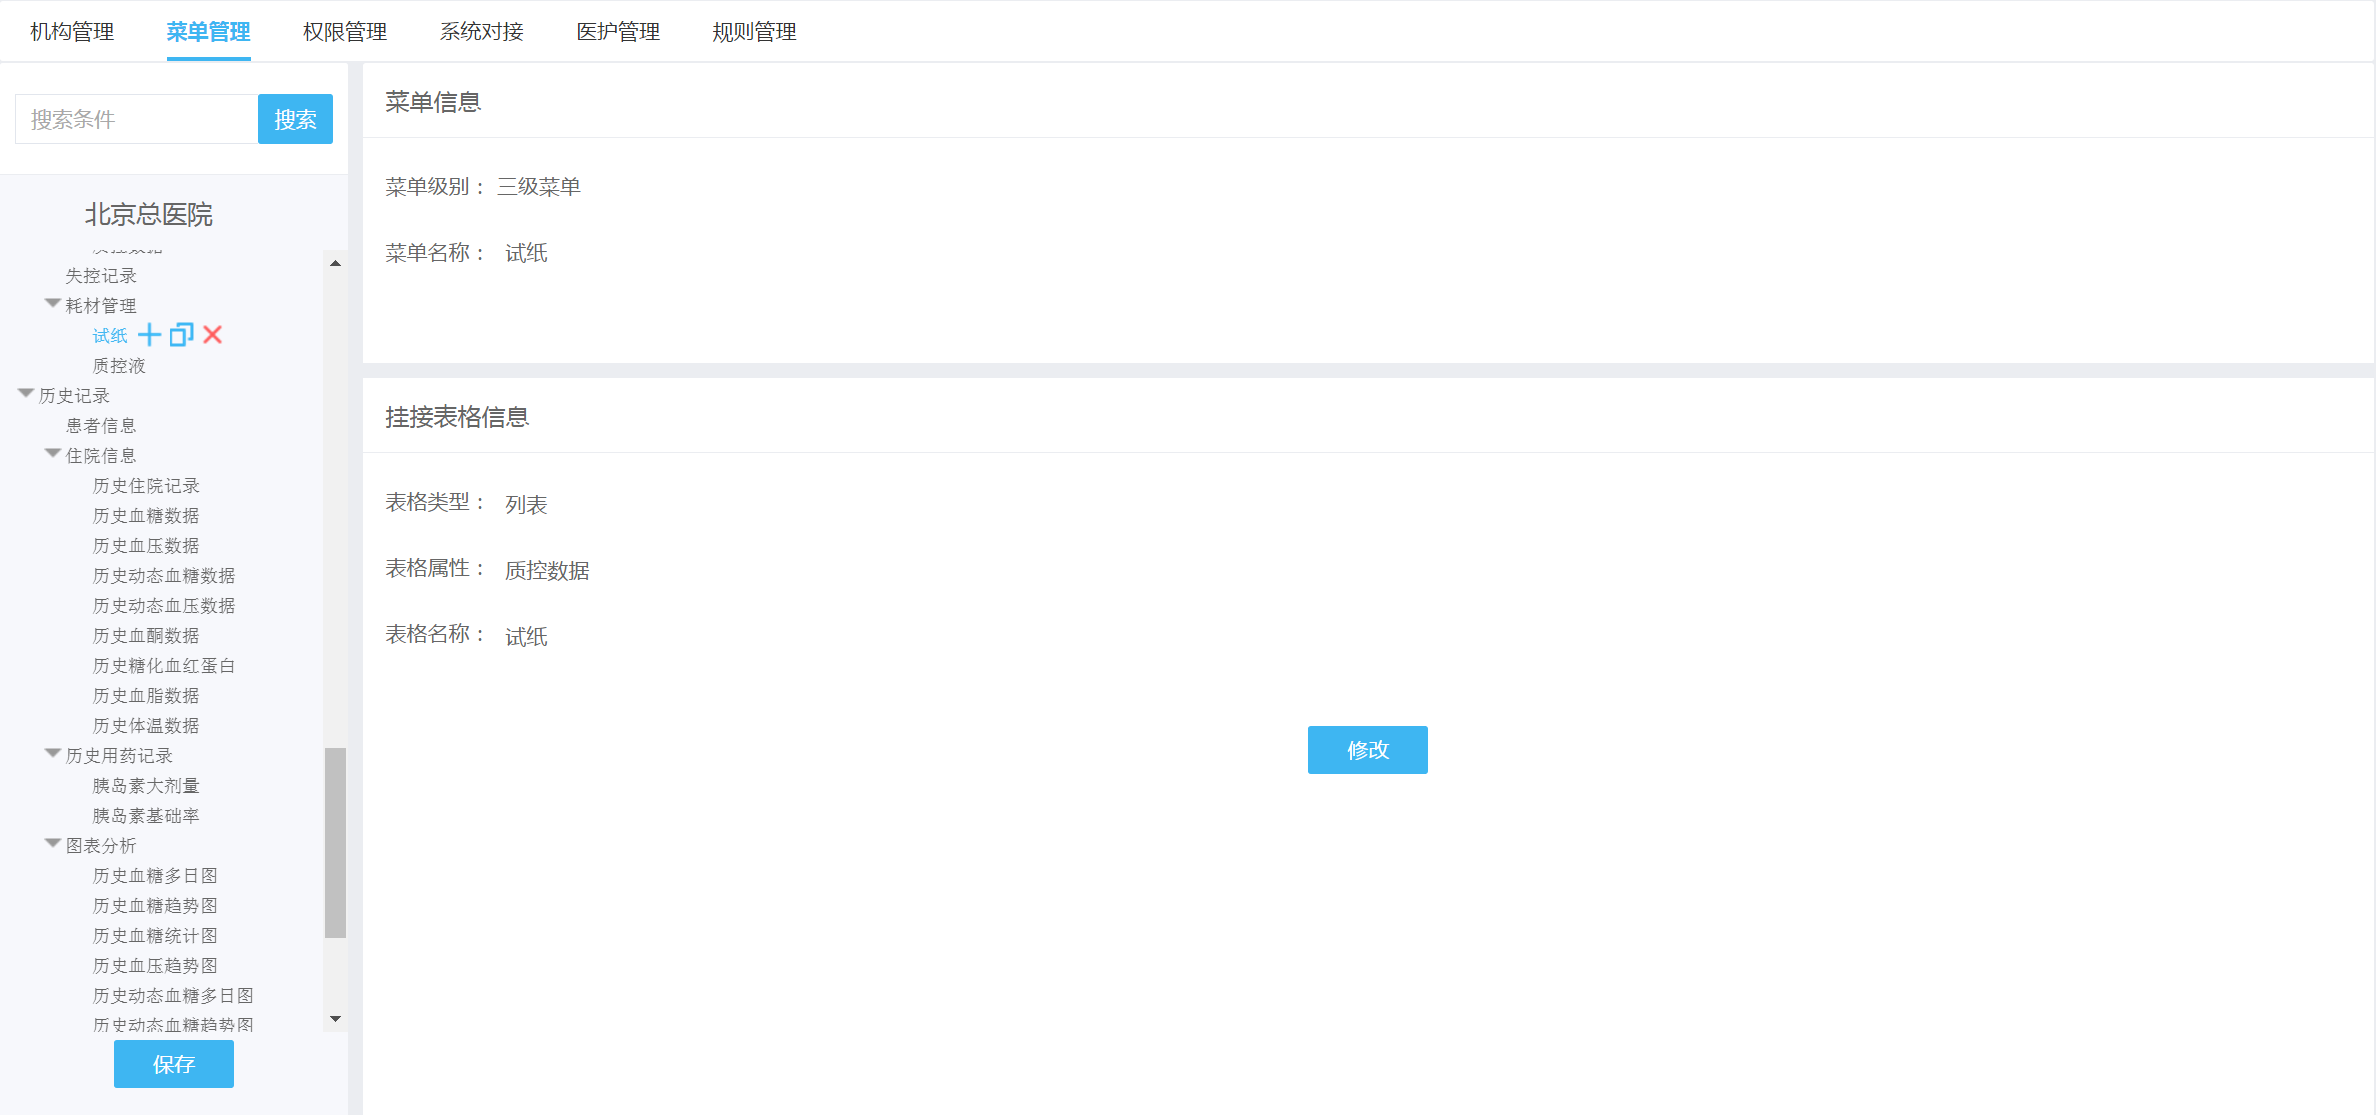 机构管理 菜单管理 权限管理 系统对接 医护管理 规则管理
搜索条件 搜索
北京总医院
失控记录
耗材管理
试纸
质控液
历史记录
患者信息
住院信息
历史住院记录
历史血糖数据
历史血压数据
历史动态血糖数据
历史动态血压数据
历史血酮数据
历史糖化血红蛋白
历史血脂数据
历史体温数据
历史用药记录
胰岛素大剂量
胰岛素基础率
图表分析
历史血糖多日图
历史血糖趋势图
历史血糖统计图
历史血压趋势图
历史动态血糖多日图
历史动态血糖趋势图
保存
菜单信息
菜单级别： 三级菜单
菜单名称： 试纸
挂接表格信息
表格类型： 列表
表格属性： 质控数据
表格名称： 试纸
修改